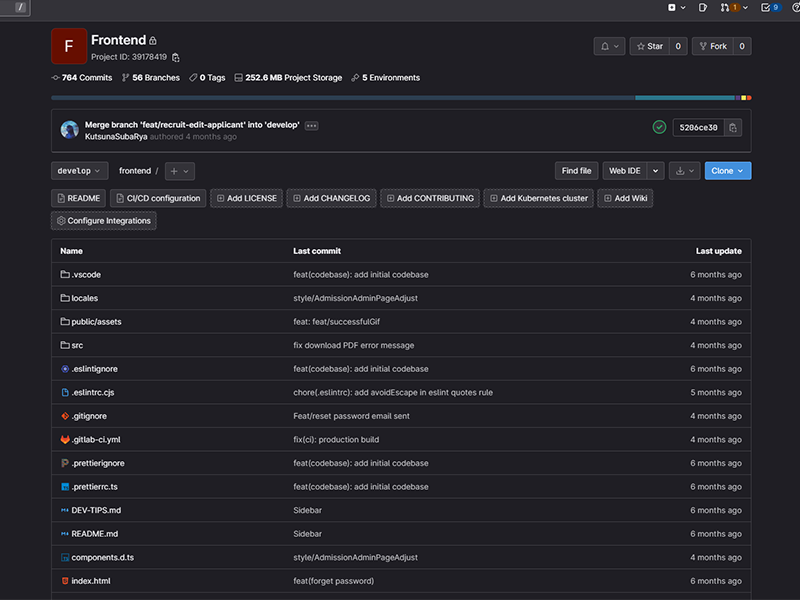 /
1
9
F
Frontend
Project ID: 39178419
Star 0
Fork 0
764 Commits 56 Branches 0 Tags 252.6 MB Project Storage 5 Environments
Merge branch 'feat/recruit-edit-applicant' into 'develop'
KutsunaSubaRya authored 4 months ago
5206ce30
develop
frontend /
+
Find file
Web IDE
Clone
README
CI/CD configuration
Add LICENSE
Add CHANGELOG
Add CONTRIBUTING
Add Kubernetes cluster
Add Wiki
Configure Integrations
Name Last commit Last update
.vscode feat(codebase): add initial codebase 6 months ago
locales style/AdmissionAdminPageAdjust 4 months ago
public/assets feat: feat/successfulGif 4 months ago
src fix download PDF error message 4 months ago
.eslintignore feat(codebase): add initial codebase 6 months ago
.eslintrc.cjs chore(.eslintrc): add avoidEscape in eslint quotes rule 5 months ago
.gitignore Feat/reset password email sent 4 months ago
.gitlab-ci.yml fix(ci): production build 4 months ago
.prettierignore feat(codebase): add initial codebase 6 months ago
.prettierrc.ts feat(codebase): add initial codebase 6 months ago
DEV-TIPS.md Sidebar 6 months ago
README.md Sidebar 6 months ago
components.d.ts style/AdmissionAdminPageAdjust 4 months ago
index.html feat(forget password) 6 months ago